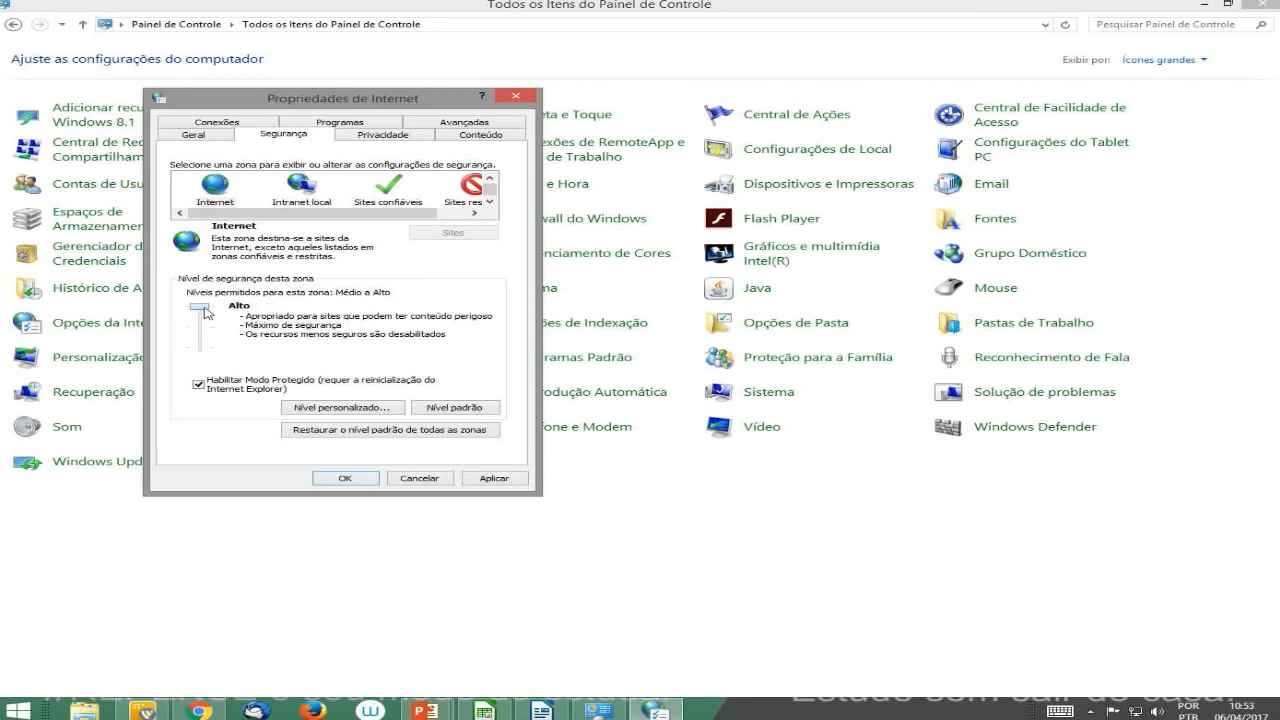 Todos os Itens do Painel de Controle
Painel de Controle
Todos os Itens do Painel de Controle
Pesquisar Painel de Controle
Ajuste as configurações do computador
Exibir por:
Ícones grandes
Adicionar recu
Windows 8.1
Central de Re
Compartilham
Contas de Usu
Espaços de
Armazenamer
Gerenciador d
Credenciais
Histórico de A
Opções da Inte
Personalização
Recuperação
Som
Windows Upd
Propriedades de Internet
?
Conexões
Programas
Avançadas
Geral
Segurança
Privacidade
Conteúdo
Selecione uma zona para exibir ou alterar as configurações de segurança.
Internet
Intranet local
Sites confiáveis
Sites res
Internet
Esta zona destina-se a sites da
Internet, exceto aqueles listados em
zonas confiáveis e restritas.
Sites
Nível de segurança desta zona
Níveis permitidos para esta zona: Médio a Alto
Alto
- Apropriado para sites que podem ter conteúdo perigoso
- Máximo de segurança
- Os recursos menos seguros são desabilitados
Habilitar Modo Protegido (requer a reinicialização do
Internet Explorer)
Nível personalizado...
Nível padrão
Restaurar o nível padrão de todas as zonas
OK
Cancelar
Aplicar
eta e Toque
exões de RemoteApp e
de Trabalho
e Hora
wall do Windows
enciamento de Cores
ma
es de Indexação
ramas Padrão
odução Automática
one e Modem
Central de Ações
Configurações de Local
Dispositivos e Impressoras
Flash Player
Gráficos e multimídia
Intel(R)
Java
Opções de Pasta
Proteção para a Família
Sistema
Vídeo
Central de Facilidade de
Acesso
Configurações do Tablet
PC
Email
Fontes
Grupo Doméstico
Mouse
Pastas de Trabalho
Reconhecimento de Fala
Solução de problemas
Windows Defender
POR
PTB
10:53
06/04/2017